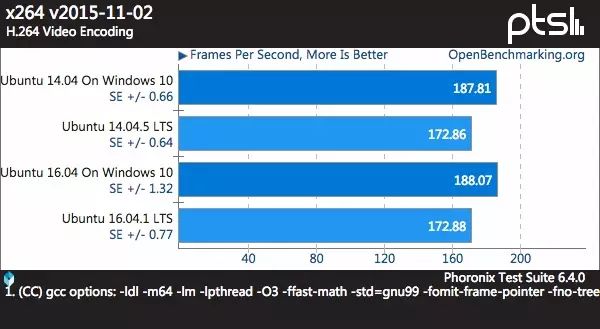 x264 v2015-11-02
H.264 Video Encoding
ptsl
▶ Frames Per Second, More Is Better OpenBenchmarking.org
Ubuntu 14.04 On Windows 10
SE +/- 0.66
187.81
Ubuntu 14.04.5 LTS
SE +/- 0.64
172.86
Ubuntu 16.04 On Windows 10
SE +/- 1.32
188.07
Ubuntu 16.04.1 LTS
SE +/- 0.77
172.88
40 80 120 160 200
Phoronix Test Suite 6.4.0
1. (CC) gcc options: -ldl -m64 -lm -lpthread -O3 -ffast-math -std=gnu99 -fomit-frame-pointer -fno-tree